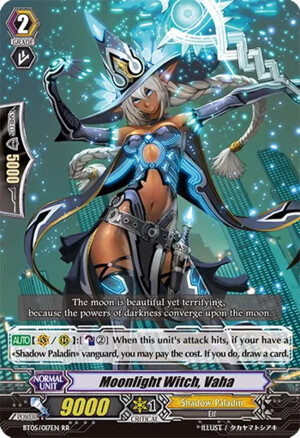 2
GRADE
5000
The moon is beautiful yet terrifying,
because the powers of darkness converge upon the moon.
AUTO [ / ]:[ (2)] When this unit's attack hits, if your have a
«Shadow Paladin» vanguard, you may pay the cost. If you do, draw a card.
NORMAL UNIT
Moonlight Witch, Vaha
9000
1
CRITICAL
Shadow Paladin
Elf
BT05/017EN RR
ILLUST / タカヤマトシアキ